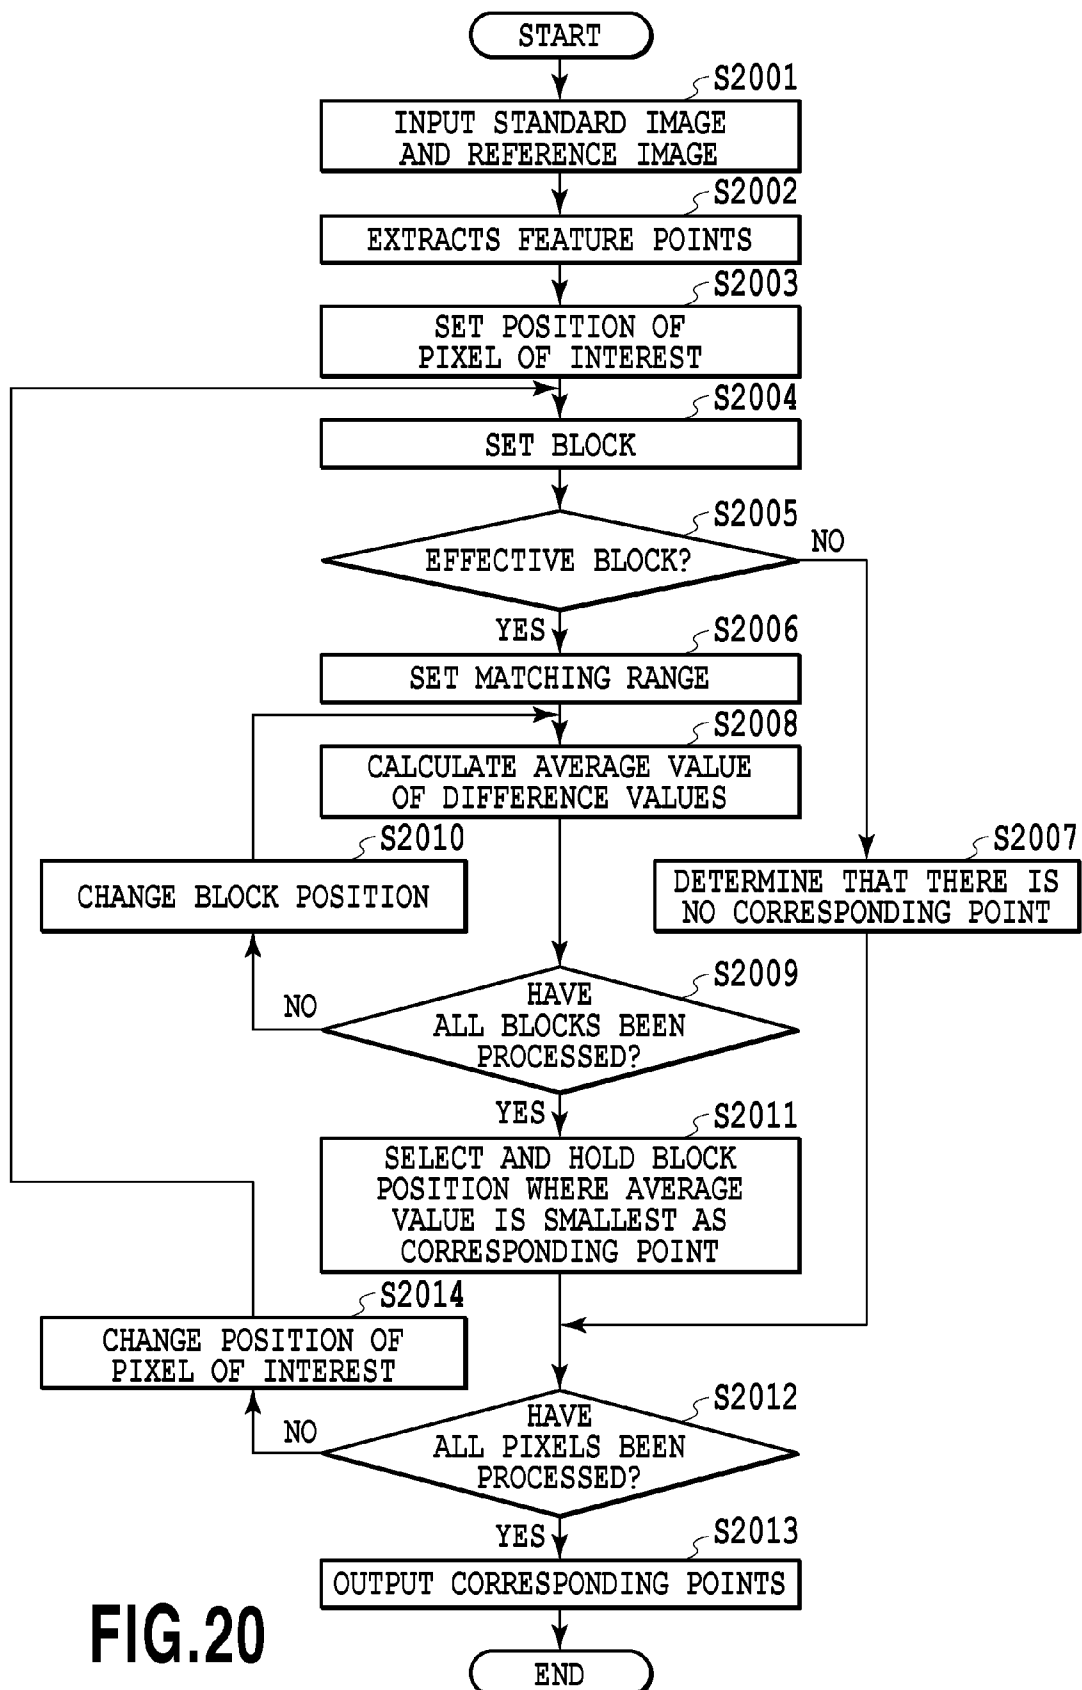 START
S2001
INPUT STANDARD IMAGE
AND REFERENCE IMAGE
S2002
EXTRACTS FEATURE POINTS
S2003
SET POSITION OF
PIXEL OF INTEREST
S2004
SET BLOCK
S2005
EFFECTIVE BLOCK?
NO
YES
S2006
SET MATCHING RANGE
S2008
CALCULATE AVERAGE VALUE
OF DIFFERENCE VALUES
S2010
CHANGE BLOCK POSITION
S2007
DETERMINE THAT THERE IS
NO CORRESPONDING POINT
S2009
HAVE
ALL BLOCKS BEEN
PROCESSED?
NO
YES
S2011
SELECT AND HOLD BLOCK
POSITION WHERE AVERAGE
VALUE IS SMALLEST AS
CORRESPONDING POINT
S2014
CHANGE POSITION OF
PIXEL OF INTEREST
S2012
HAVE
ALL PIXELS BEEN
PROCESSED?
NO
YES
S2013
OUTPUT CORRESPONDING POINTS
END
FIG.20